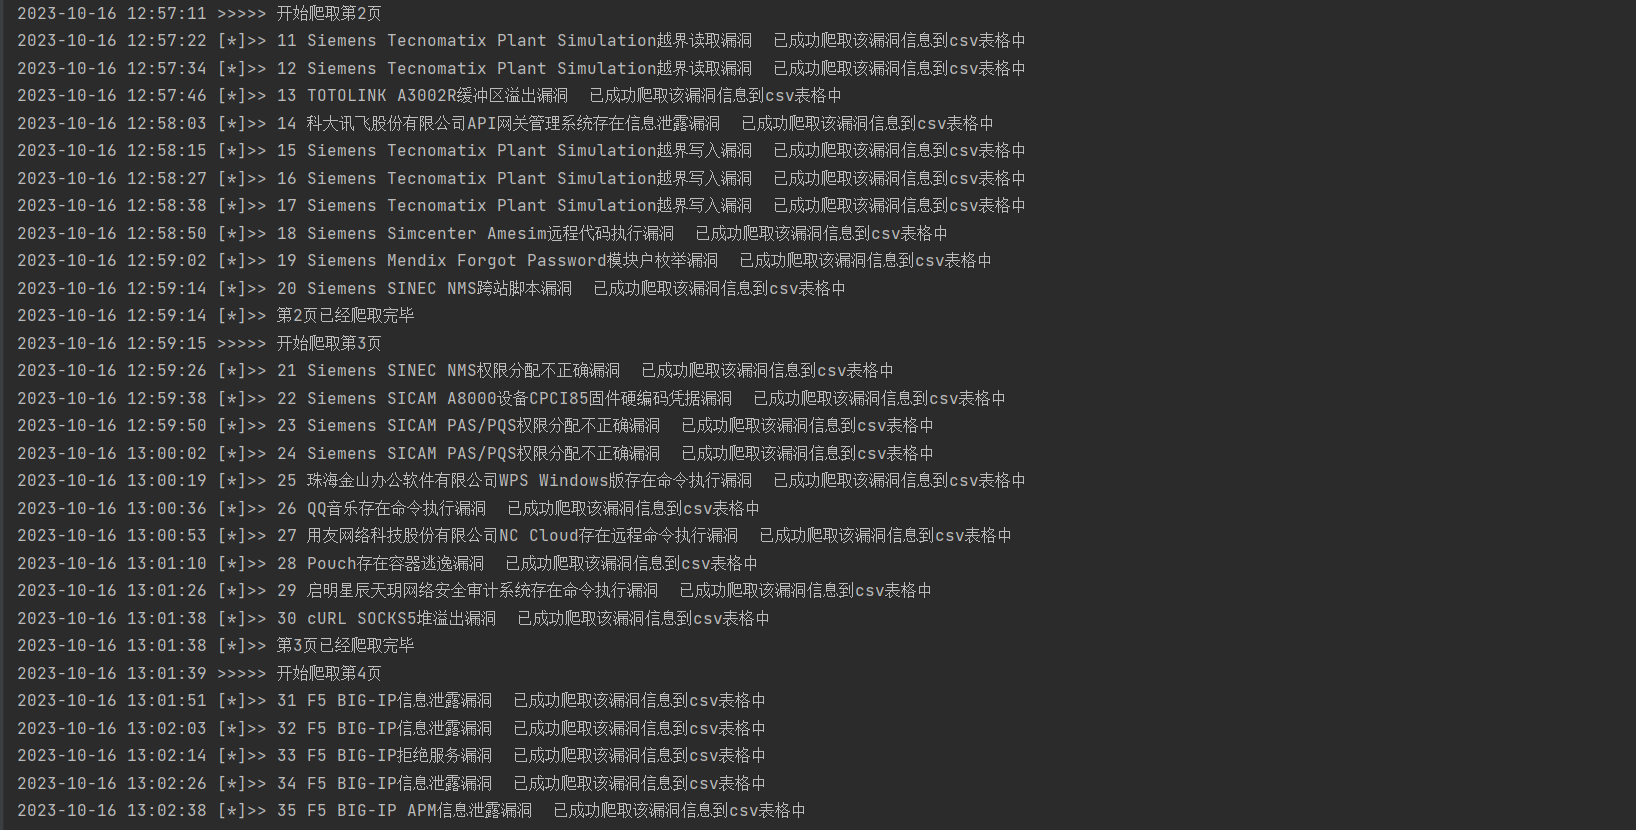 2023-10-16 12:57:11 >>>>> 开始爬取第2页
2023-10-16 12:57:22 [*]>> 11 Siemens Tecnomatix Plant Simulation越界读取漏洞  已成功爬取该漏洞信息到csv表格中
2023-10-16 12:57:34 [*]>> 12 Siemens Tecnomatix Plant Simulation越界读取漏洞  已成功爬取该漏洞信息到csv表格中
2023-10-16 12:57:46 [*]>> 13 TOTOLINK A3002R缓冲区溢出漏洞  已成功爬取该漏洞信息到csv表格中
2023-10-16 12:58:03 [*]>> 14 科大讯飞股份有限公司API网关管理系统存在信息泄露漏洞  已成功爬取该漏洞信息到csv表格中
2023-10-16 12:58:15 [*]>> 15 Siemens Tecnomatix Plant Simulation越界写入漏洞  已成功爬取该漏洞信息到csv表格中
2023-10-16 12:58:27 [*]>> 16 Siemens Tecnomatix Plant Simulation越界写入漏洞  已成功爬取该漏洞信息到csv表格中
2023-10-16 12:58:38 [*]>> 17 Siemens Tecnomatix Plant Simulation越界写入漏洞  已成功爬取该漏洞信息到csv表格中
2023-10-16 12:58:50 [*]>> 18 Siemens Simcenter Amesim远程代码执行漏洞  已成功爬取该漏洞信息到csv表格中
2023-10-16 12:59:02 [*]>> 19 Siemens Mendix Forgot Password模块户枚举漏洞  已成功爬取该漏洞信息到csv表格中
2023-10-16 12:59:14 [*]>> 20 Siemens SINEC NMS跨站脚本漏洞  已成功爬取该漏洞信息到csv表格中
2023-10-16 12:59:14 [*]>> 第2页已经爬取完毕
2023-10-16 12:59:15 >>>>> 开始爬取第3页
2023-10-16 12:59:26 [*]>> 21 Siemens SINEC NMS权限分配不正确漏洞  已成功爬取该漏洞信息到csv表格中
2023-10-16 12:59:38 [*]>> 22 Siemens SICAM A8000设备CPCI85固件硬编码凭据漏洞  已成功爬取该漏洞信息到csv表格中
2023-10-16 12:59:50 [*]>> 23 Siemens SICAM PAS/PQS权限分配不正确漏洞  已成功爬取该漏洞信息到csv表格中
2023-10-16 13:00:02 [*]>> 24 Siemens SICAM PAS/PQS权限分配不正确漏洞  已成功爬取该漏洞信息到csv表格中
2023-10-16 13:00:19 [*]>> 25 珠海金山办公软件有限公司WPS Windows版存在命令执行漏洞  已成功爬取该漏洞信息到csv表格中
2023-10-16 13:00:36 [*]>> 26 QQ音乐存在命令执行漏洞  已成功爬取该漏洞信息到csv表格中
2023-10-16 13:00:53 [*]>> 27 用友网络科技股份有限公司NC Cloud存在远程命令执行漏洞  已成功爬取该漏洞信息到csv表格中
2023-10-16 13:01:10 [*]>> 28 Pouch存在容器逃逸漏洞  已成功爬取该漏洞信息到csv表格中
2023-10-16 13:01:26 [*]>> 29 启明星辰天玥网络安全审计系统存在命令执行漏洞  已成功爬取该漏洞信息到csv表格中
2023-10-16 13:01:38 [*]>> 30 cURL SOCKS5堆溢出漏洞  已成功爬取该漏洞信息到csv表格中
2023-10-16 13:01:38 [*]>> 第3页已经爬取完毕
2023-10-16 13:01:39 >>>>> 开始爬取第4页
2023-10-16 13:01:51 [*]>> 31 F5 BIG-IP信息泄露漏洞  已成功爬取该漏洞信息到csv表格中
2023-10-16 13:02:03 [*]>> 32 F5 BIG-IP信息泄露漏洞  已成功爬取该漏洞信息到csv表格中
2023-10-16 13:02:14 [*]>> 33 F5 BIG-IP拒绝服务漏洞  已成功爬取该漏洞信息到csv表格中
2023-10-16 13:02:26 [*]>> 34 F5 BIG-IP信息泄露漏洞  已成功爬取该漏洞信息到csv表格中
2023-10-16 13:02:38 [*]>> 35 F5 BIG-IP APM信息泄露漏洞  已成功爬取该漏洞信息到csv表格中